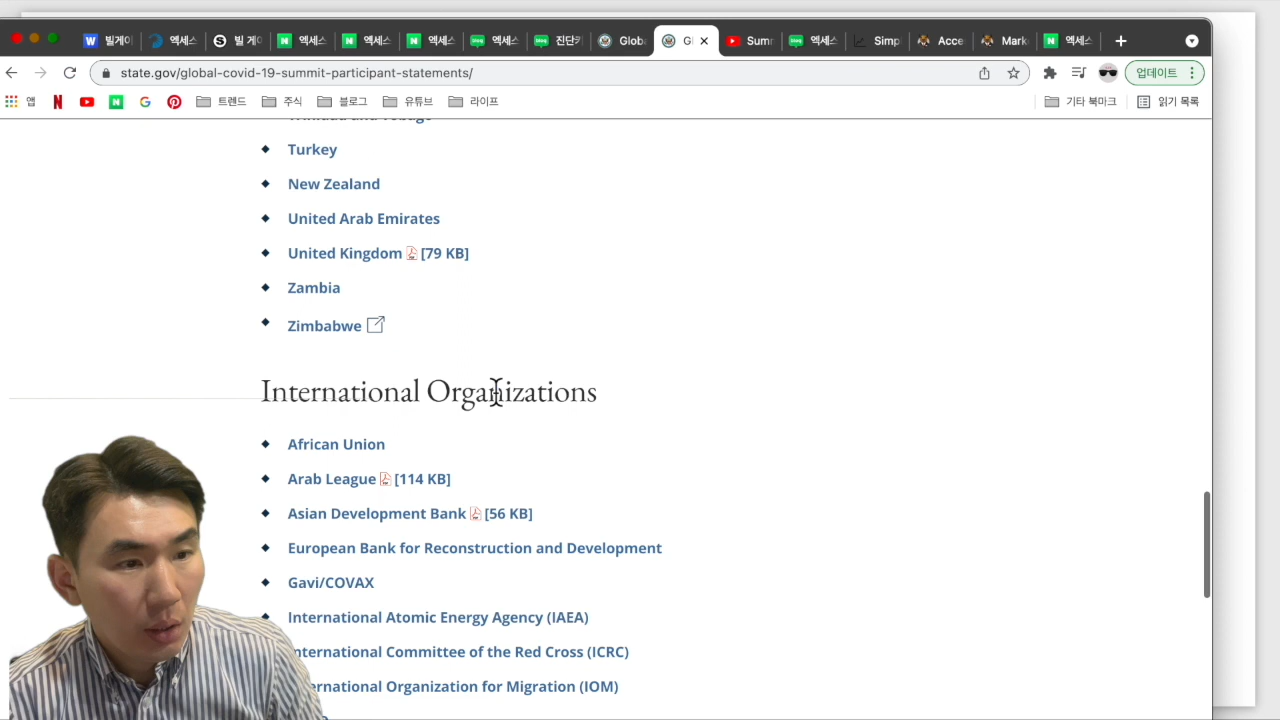 빌게이
엑세스
빌 게이
엑세스
엑세스
엑세스
엑세스
진단키
Globa
Gl
Summ
엑세스
Simp
Acce
Mark
엑세스
state.gov/global-covid-19-summit-participant-statements/
업데이트
앱
트렌드
주식
블로그
유튜브
라이프
기타 북마크
읽기 목록
Trinidad and Tobago
Turkey
New Zealand
United Arab Emirates
United Kingdom [79 KB]
Zambia
Zimbabwe
International Organizations
African Union
Arab League [114 KB]
Asian Development Bank [56 KB]
European Bank for Reconstruction and Development
Gavi/COVAX
International Atomic Energy Agency (IAEA)
nternational Committee of the Red Cross (ICRC)
ernational Organization for Migration (IOM)